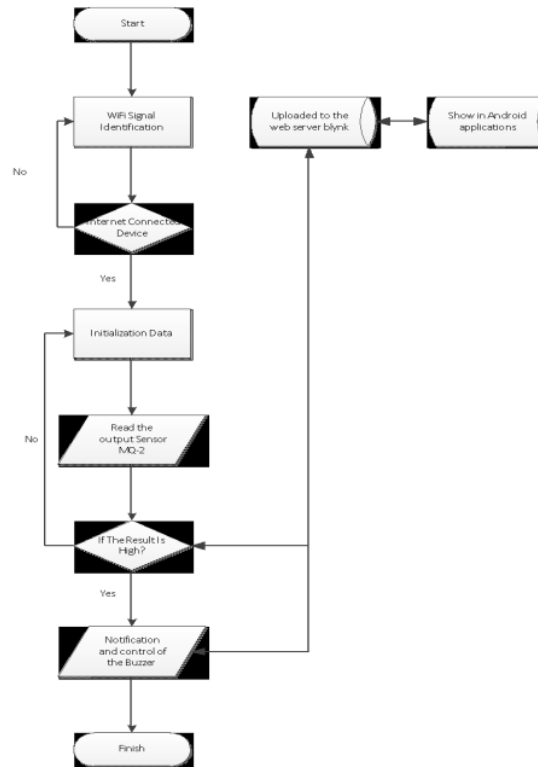 Start
WiFi Signal
Identification
Uploaded to the
web server blynk
Show in Android
applications
No
Internet Connected
Device
Yes
Initialization Data
Read the
output Sensor
MQ-2
No
If The Result Is
High?
Yes
Notification
and control of
the Buzzer
Finish